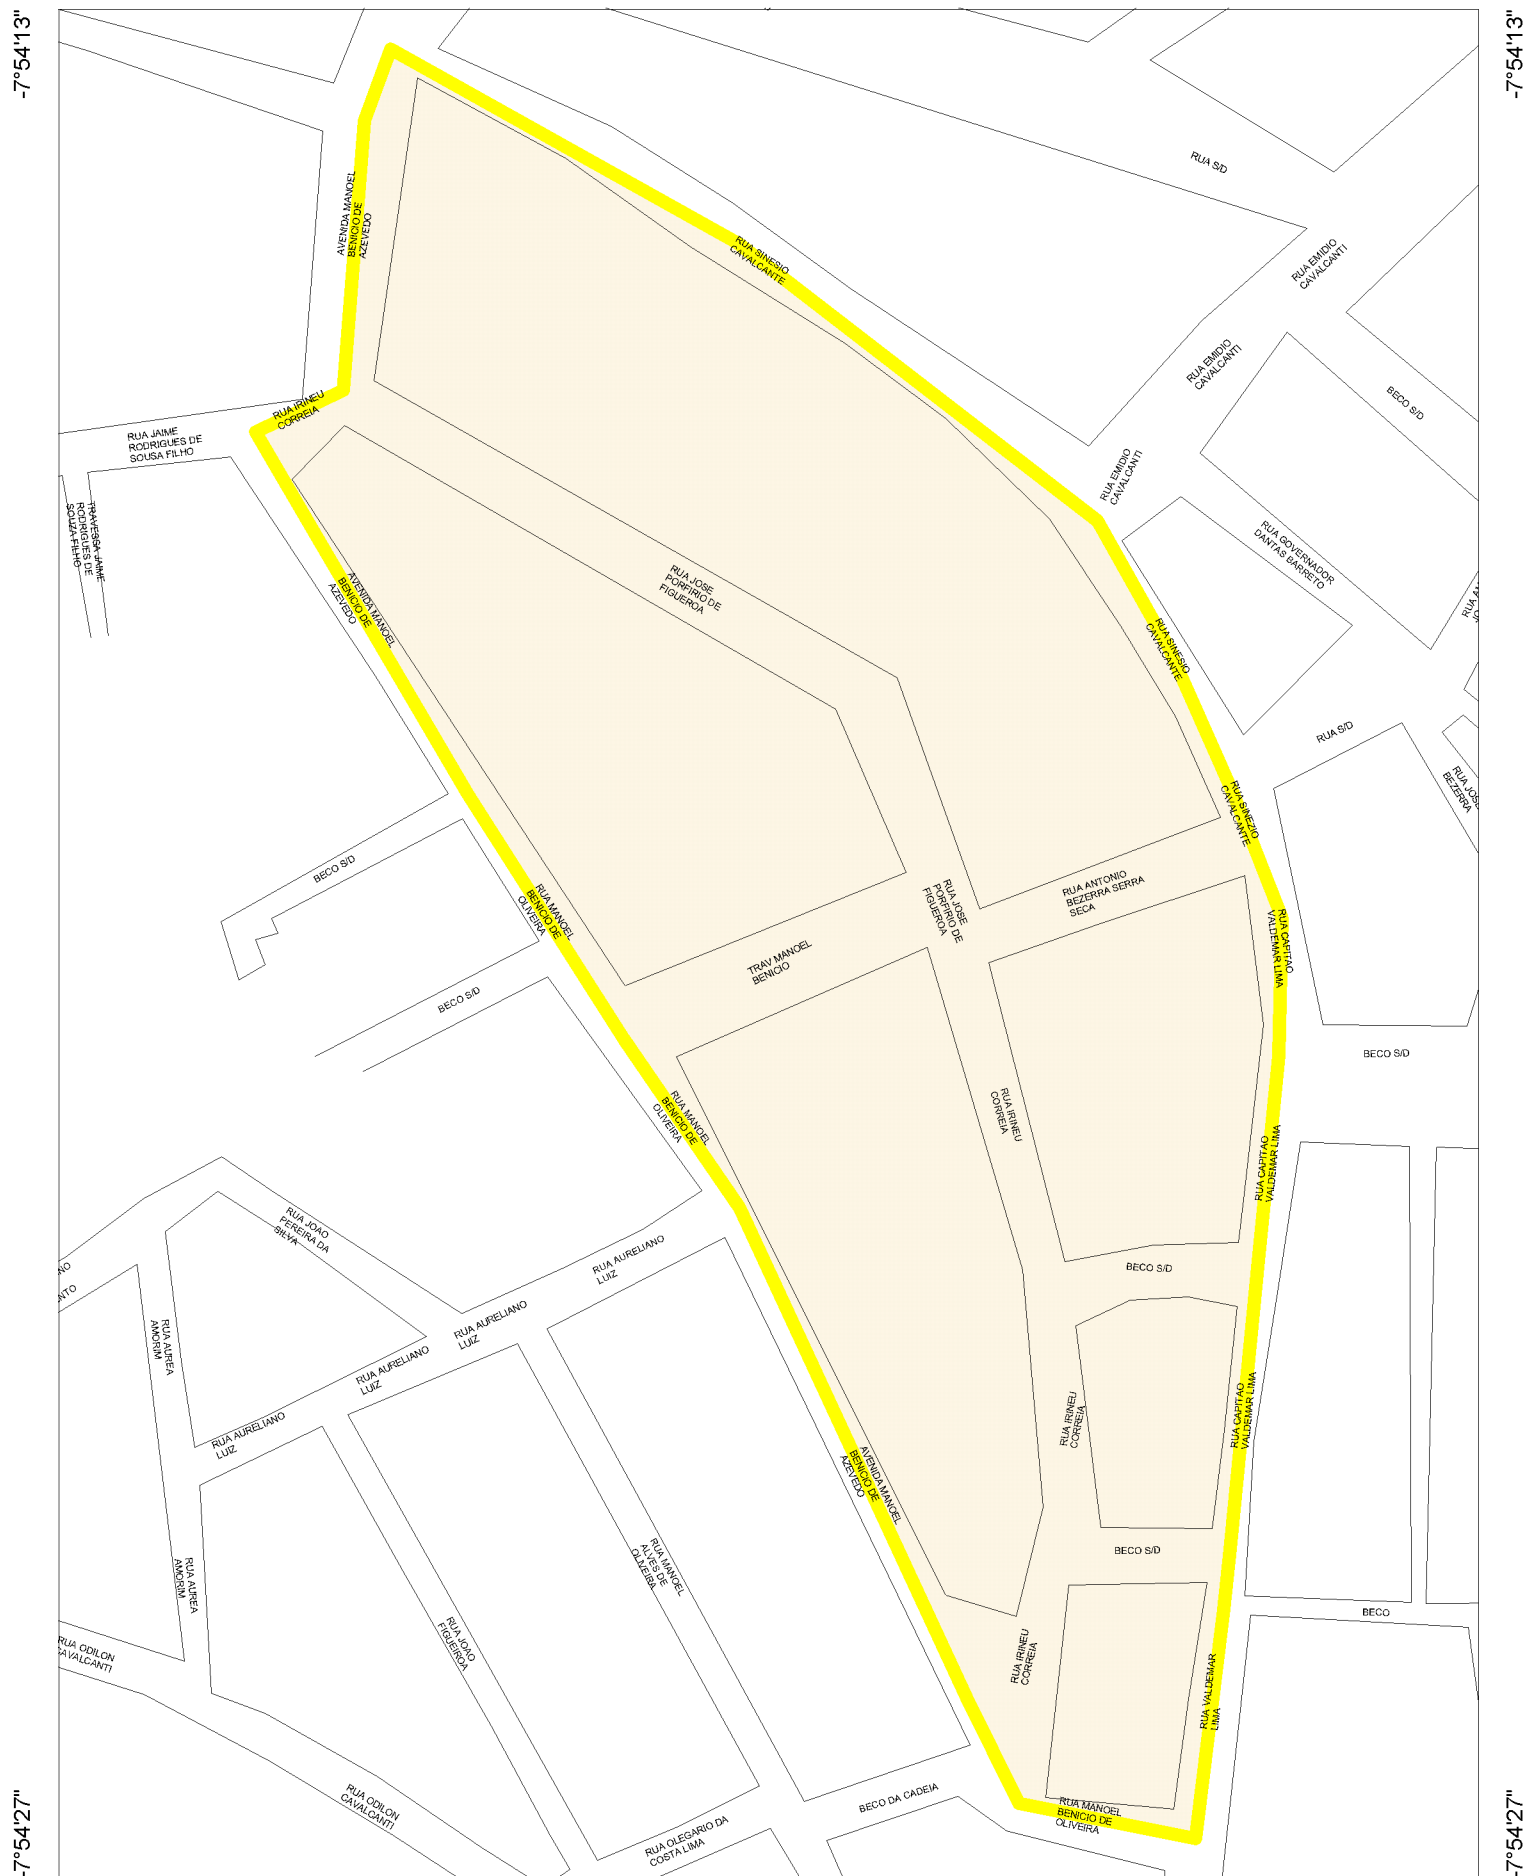 -7°54'13"
-7°54'13"
RUA S/D
AVENIDA MANOEL
BENICIO DE
AZEVEDO
RUA SINESIO
CAVALCANTE
RUA EMIDIO
CAVALCANTI
RUA EMIDIO
CAVALCANTI
BECO S/D
RUA IRINEU
CORREIA
RUA JAIME
RODRIGUES DE
SOUSA FILHO
RUA EMIDIO
CAVALCANTI
TRAVESSA JAIME
RODRIGUES DE
SOUZA FILHO
RUA GOVERNADOR
DANTAS BARRETO
RUA JOSE
PORFIRIO DE
FIGUEROA
AVENIDA MANOEL
BENICIO DE
AZEVEDO
RUA SINESIO
CAVALCANTE
RUA S/D
RUA JOSE
BEZERRA
RUA SINEZIO
CAVALCANTE
BECO S/D
RUA MANOEL
BENICIO DE
OLIVEIRA
RUA JOSE
PORFIRIO DE
FIGUEROA
RUA ANTONIO
BEZERRA SERRA
SECA
RUA CAPITAO
VALDEMAR LIMA
TRAV MANOEL
BENICIO
BECO S/D
BECO S/D
RUA MANOEL
BENICIO DE
OLIVEIRA
RUA IRINEU
CORREIA
RUA CAPITAO
VALDEMAR LIMA
RUA JOAO
PEREIRA DA
SILVA
RUA AURELIANO
LUIZ
BECO S/D
NO
NTO
RUA AURELIANO
LUIZ
RUA AUREA
AMORIM
RUA AURELIANO
LUIZ
RUA IRINEU
CORREIA
RUA CAPITAO
VALDEMAR LIMA
RUA AURELIANO
LUIZ
AVENIDA MANOEL
BENICIO DE
AZEVEDO
BECO S/D
RUA AUREA
AMORIM
RUA MANOEL
ALVES DE
OLIVEIRA
BECO
RUA JOAO
FIGUEIROA
RUA ODILON
CAVALCANTI
RUA IRINEU
CORREIA
RUA VALDEMAR
LIMA
RUA ODILON
CAVALCANTI
BECO DA CADEIA
RUA MANOEL
BENICIO DE
OLIVEIRA
RUA OLEGARIO DA
COSTA LIMA
-7°54'27"
-7°54'27"